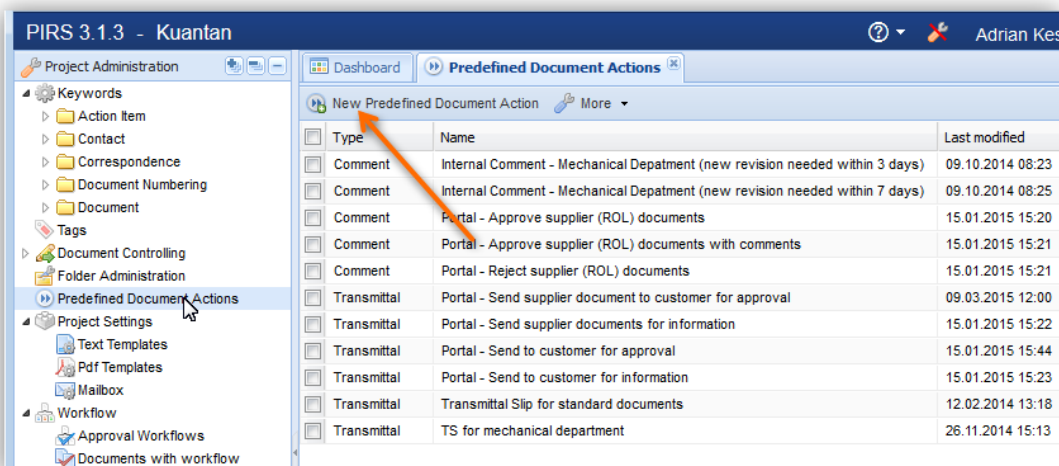 PIRS 3.1.3 - Kuantan
Adrian Kes
Project Administration
Keywords
Action Item
Contact
Correspondence
Document Numbering
Document
Tags
Document Controlling
Folder Administration
Predefined Document Actions
Project Settings
Text Templates
Pdf Templates
Mailbox
Workflow
Approval Workflows
Documents with workflow
Dashboard Predefined Document Actions
New Predefined Document Action More
Type Name Last modified
Comment Internal Comment - Mechanical Depatment (new revision needed within 3 days) 09.10.2014 08:23
Comment Internal Comment - Mechanical Depatment (new revision needed within 7 days) 09.10.2014 08:25
Comment Portal - Approve supplier (ROL) documents 15.01.2015 15:20
Comment Portal - Approve supplier (ROL) documents with comments 15.01.2015 15:21
Comment Portal - Reject supplier (ROL) documents 15.01.2015 15:21
Transmittal Portal - Send supplier document to customer for approval 09.03.2015 12:00
Transmittal Portal - Send supplier documents for information 15.01.2015 15:22
Transmittal Portal - Send to customer for approval 15.01.2015 15:44
Transmittal Portal - Send to customer for information 15.01.2015 15:23
Transmittal Transmittal Slip for standard documents 12.02.2014 13:18
Transmittal TS for mechanical department 26.11.2014 15:13